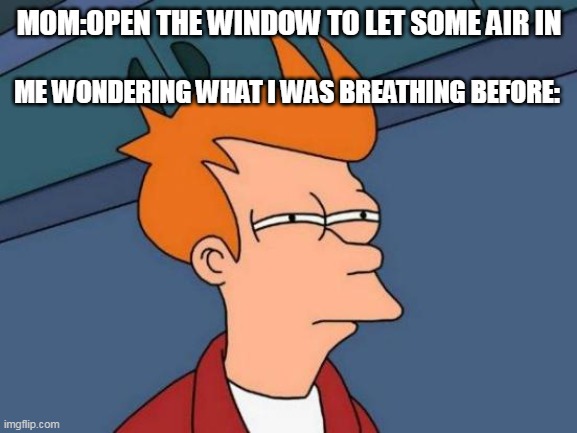 MOM:OPEN THE WINDOW TO LET SOME AIR IN
ME WONDERING WHAT I WAS BREATHING BEFORE:
imgflip.com